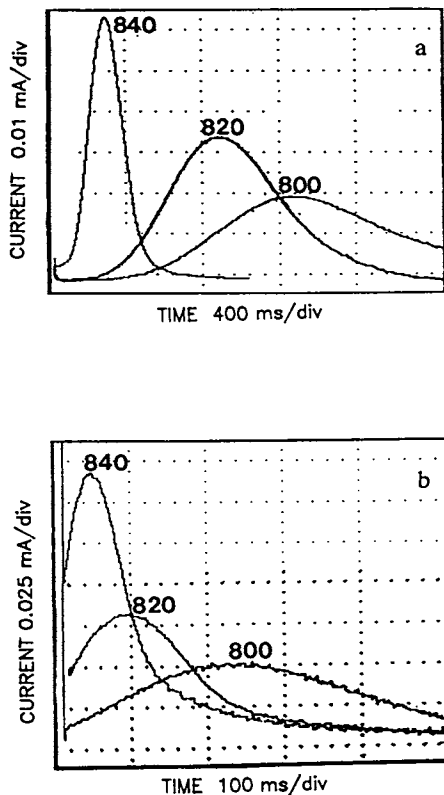 840
a
820
800
CURRENT 0.01 mA/div
TIME 400 ms/div
840
b
820
800
CURRENT 0.025 mA/div
TIME 100 ms/div